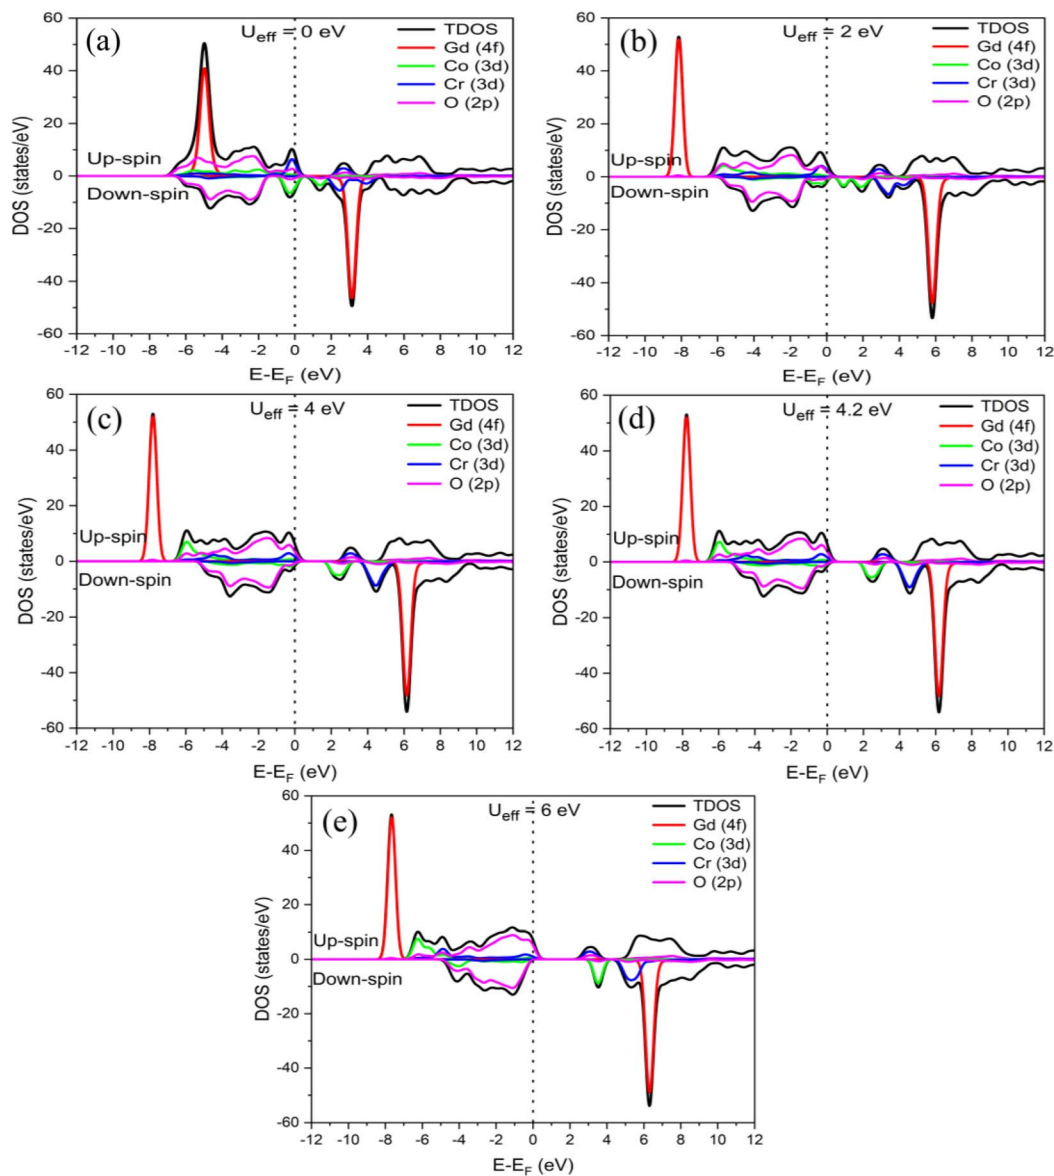 (a)
U_eff = 0 eV
TDOS
Gd (4f)
Co (3d)
Cr (3d)
O (2p)
Up-spin
Down-spin
DOS (states/eV)
60
40
20
0
-20
-40
-60
-12 -10 -8 -6 -4 -2 0 2 4 6 8 10 12
E-E_F (eV)
(b)
U_eff = 2 eV
TDOS
Gd (4f)
Co (3d)
Cr (3d)
O (2p)
Up-spin
Down-spin
DOS (states/eV)
60
40
20
0
-20
-40
-60
-12 -10 -8 -6 -4 -2 0 2 4 6 8 10 12
E-E_F (eV)
(c)
U_eff = 4 eV
TDOS
Gd (4f)
Co (3d)
Cr (3d)
O (2p)
Up-spin
Down-spin
DOS (states/eV)
60
40
20
0
-20
-40
-60
-12 -10 -8 -6 -4 -2 0 2 4 6 8 10 12
E-E_F (eV)
(d)
U_eff = 4.2 eV
TDOS
Gd (4f)
Co (3d)
Cr (3d)
O (2p)
Up-spin
Down-spin
DOS (states/eV)
60
40
20
0
-20
-40
-60
-12 -10 -8 -6 -4 -2 0 2 4 6 8 10 12
E-E_F (eV)
(e)
U_eff = 6 eV
TDOS
Gd (4f)
Co (3d)
Cr (3d)
O (2p)
Up-spin
Down-spin
DOS (states/eV)
60
40
20
0
-20
-40
-60
-12 -10 -8 -6 -4 -2 0 2 4 6 8 10 12
E-E_F (eV)